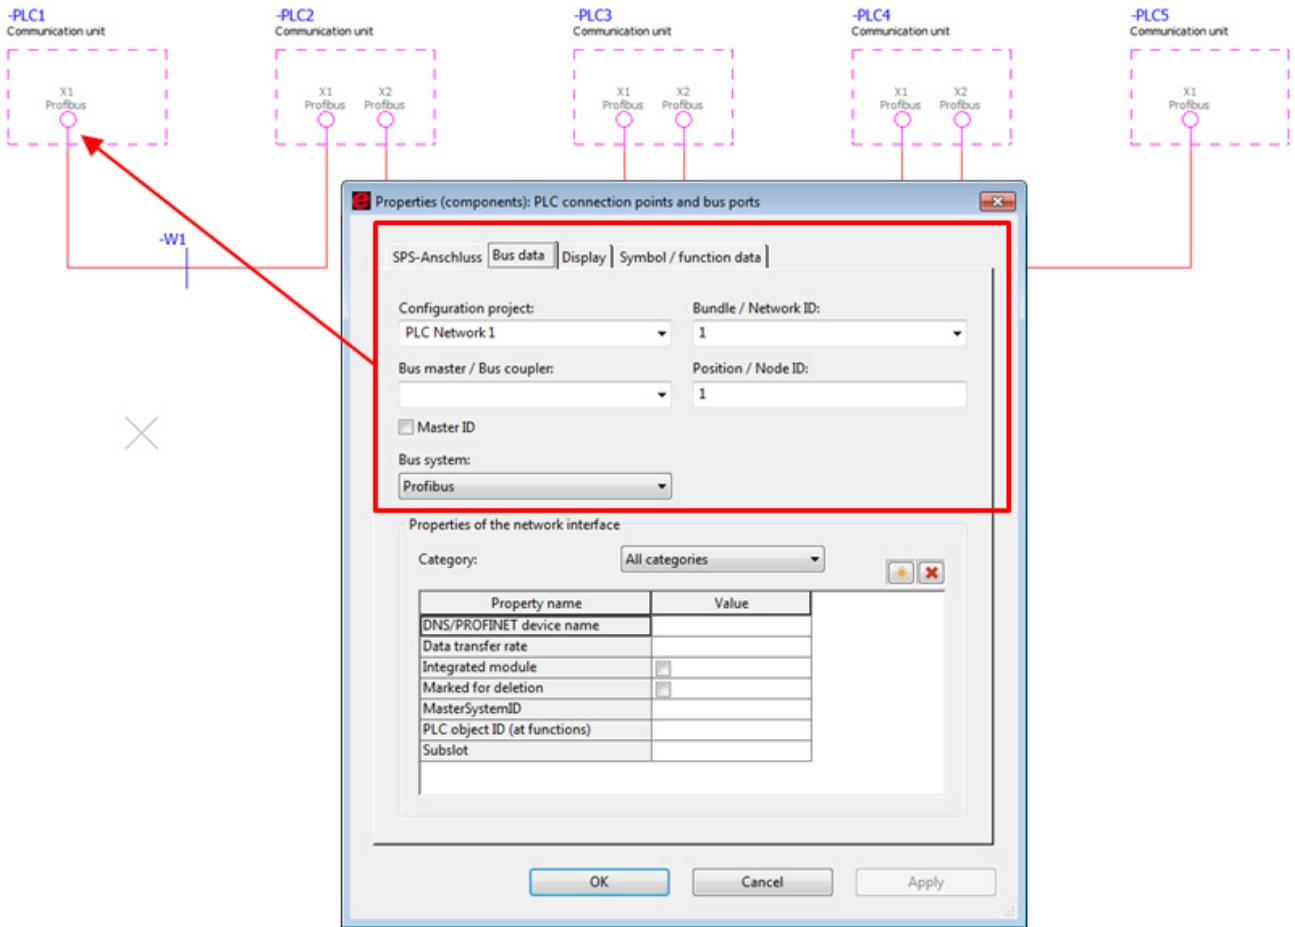 -PLC1
Communication unit
X1
Profibus
-PLC2
Communication unit
X1 X2
Profibus Profibus
-PLC3
Communication unit
X1 X2
Profibus Profibus
-PLC4
Communication unit
X1 X2
Profibus Profibus
-PLC5
Communication unit
X1
Profibus
-W1
Properties (components): PLC connection points and bus ports
SPS-Anschluss Bus data Display Symbol / function data
Configuration project: Bundle / Network ID:
PLC Network 1 1
Bus master / Bus coupler: Position / Node ID:
1
Master ID
Bus system:
Profibus
Properties of the network interface
Category: All categories
Property name Value
DNS/PROFINET device name
Data transfer rate
Integrated module
Marked for deletion
MasterSystemID
PLC object ID (at functions)
Subslot
OK Cancel Apply